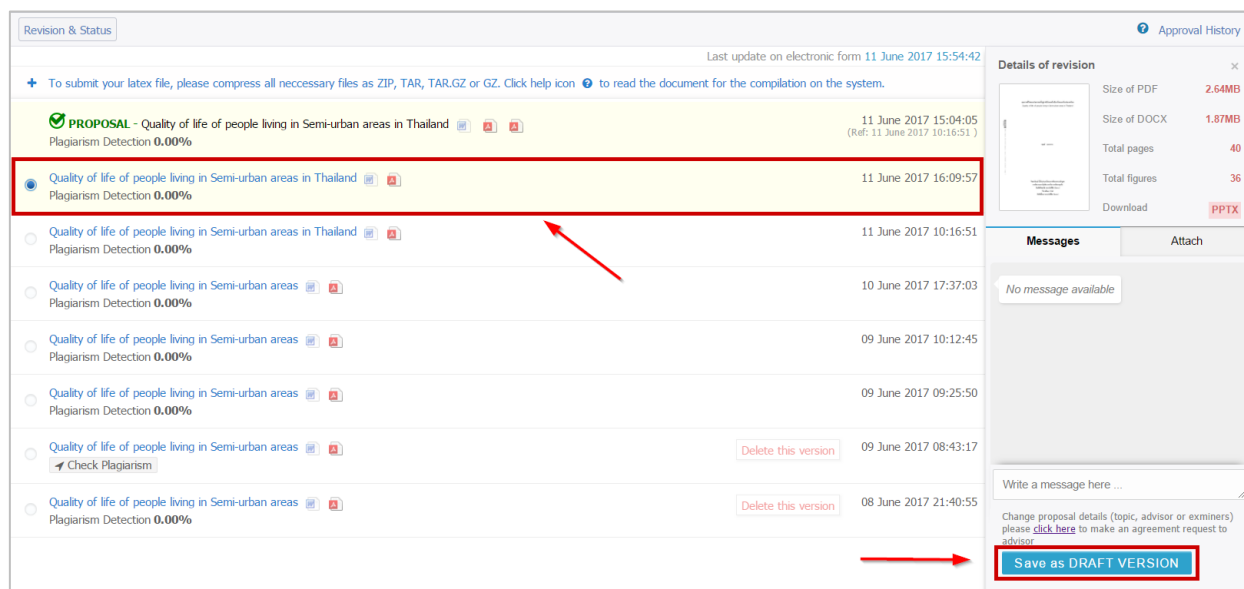 Revision & Status
Approval History
Last update on electronic form 11 June 2017 15:54:42
To submit your latex file, please compress all neccessary files as ZIP, TAR, TAR.GZ or GZ. Click help icon to read the document for the compilation on the system.
PROPOSAL - Quality of life of people living in Semi-urban areas in Thailand
11 June 2017 15:04:05
Plagiarism Detection 0.00%
(Ref: 11 June 2017 10:16:51 )
Quality of life of people living in Semi-urban areas in Thailand
11 June 2017 16:09:57
Plagiarism Detection 0.00%
Quality of life of people living in Semi-urban areas in Thailand
11 June 2017 10:16:51
Plagiarism Detection 0.00%
Quality of life of people living in Semi-urban areas
10 June 2017 17:37:03
Plagiarism Detection 0.00%
Quality of life of people living in Semi-urban areas
09 June 2017 10:12:45
Plagiarism Detection 0.00%
Quality of life of people living in Semi-urban areas
09 June 2017 09:25:50
Plagiarism Detection 0.00%
Quality of life of people living in Semi-urban areas
Delete this version
09 June 2017 08:43:17
Check Plagiarism
Quality of life of people living in Semi-urban areas
Delete this version
08 June 2017 21:40:55
Plagiarism Detection 0.00%
Details of revision
Size of PDF 2.64MB
Size of DOCX 1.87MB
Total pages 40
Total figures 36
Download PPTX
Messages
Attach
No message available
Write a message here ...
Change proposal details (topic, advisor or exminers)
please click here to make an agreement request to
advisor
Save as DRAFT VERSION